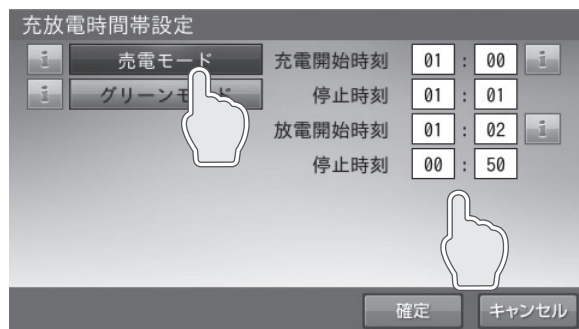 充放電時間帯設定
i 売電モード 充電開始時刻 01 : 00 i
i グリーンモード 停止時刻 01 : 01
放電開始時刻 01 : 02 i
停止時刻 00 : 50
確定 キャンセル